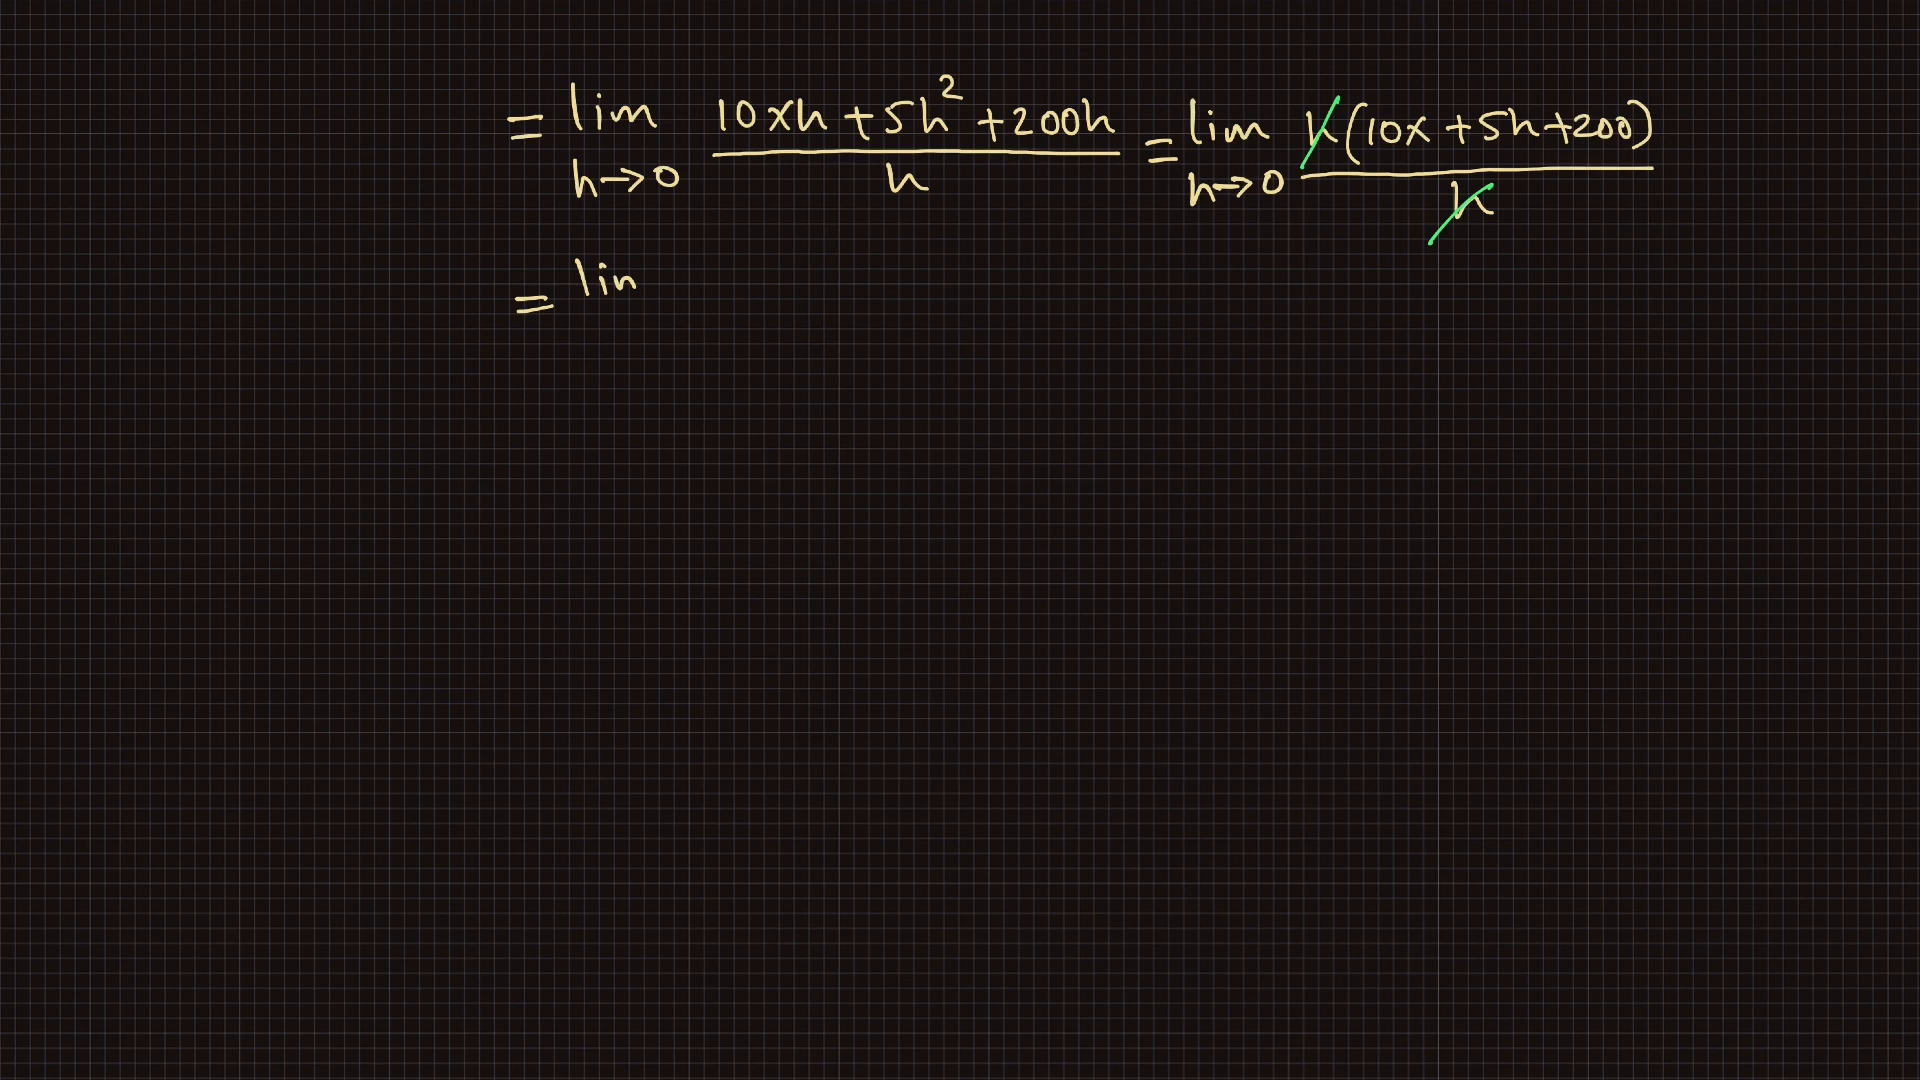 = lim h→0 (10xh + 5h² + 200h)/h = lim h→0 h(10x + 5h + 200)/h
= lin